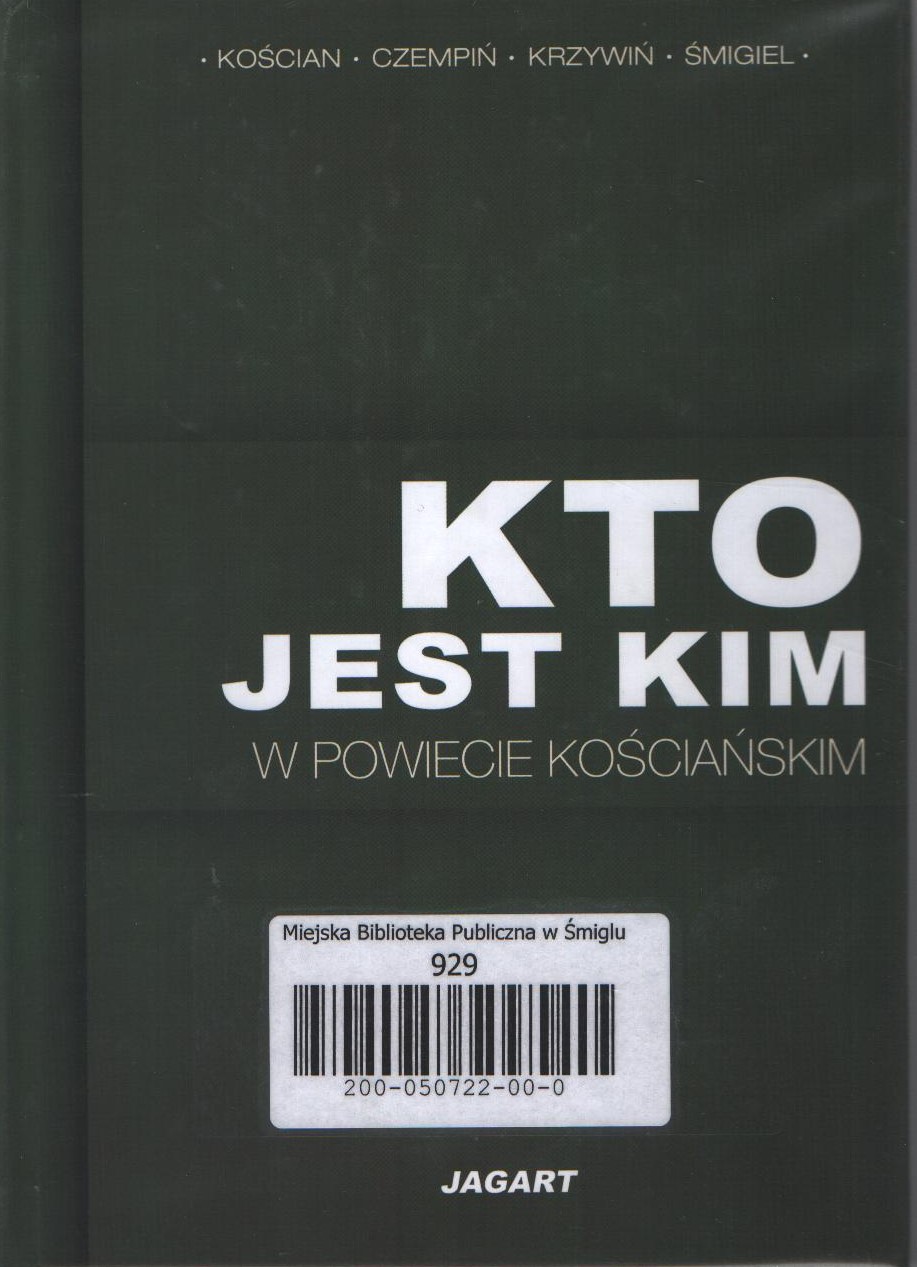 · KOŚCIAN · CZEMPIŃ · KRZYWIŃ · ŚMIGIEL ·
KTO
JEST KIM
W POWIECIE KOŚCIAŃSKIM
Miejska Biblioteka Publiczna w Śmiglu
929
200-050722-00-0
JAGART